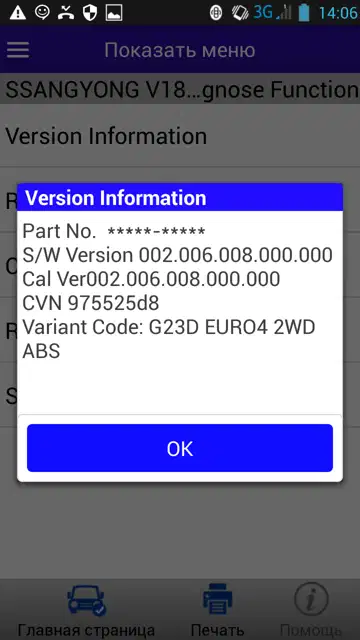 3G 14:06
Показать меню
SSANGYONG V18...gnose Function
Version Information
Version Information
Part No. *****-*****
S/W Version 002.006.008.000.000
Cal Ver002.006.008.000.000
CVN 975525d8
Variant Code: G23D EURO4 2WD
ABS
R
C
R
S
OK
Главная страница
Печать
Помощь